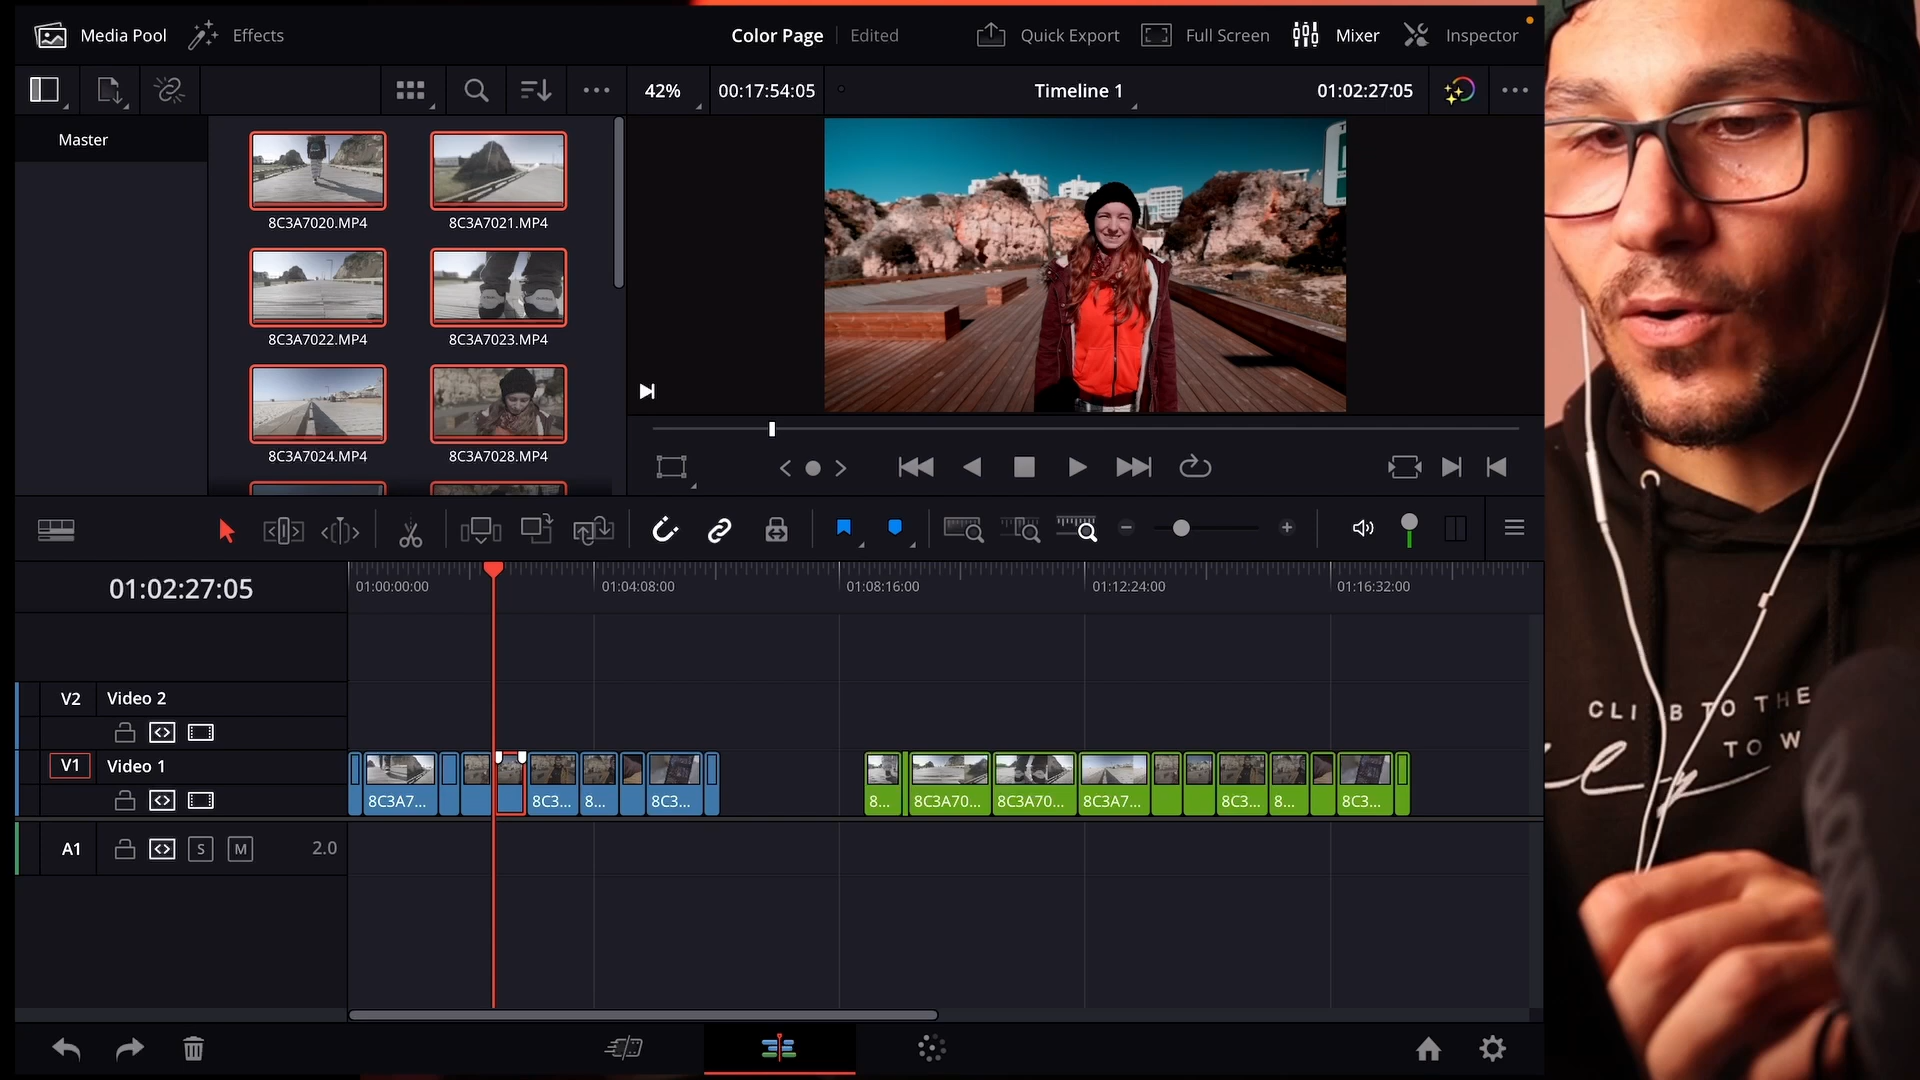 Media Pool
Effects
Color Page
Edited
Quick Export
Full Screen
Mixer
Inspector
42%
00:17:54:05
Timeline 1
01:02:27:05
Master
8C3A7020.MP4
8C3A7021.MP4
8C3A7022.MP4
8C3A7023.MP4
8C3A7024.MP4
8C3A7028.MP4
01:02:27:05
01:00:00:00
01:04:08:00
01:08:16:00
01:12:24:00
01:16:32:00
V2
Video 2
V1
Video 1
8C3A7...
8C3...
8...
8C3...
8...
8C3A70...
8C3A70...
8C3A7...
8C3...
8...
8C3...
A1
S
M
2.0
TO THE
TO